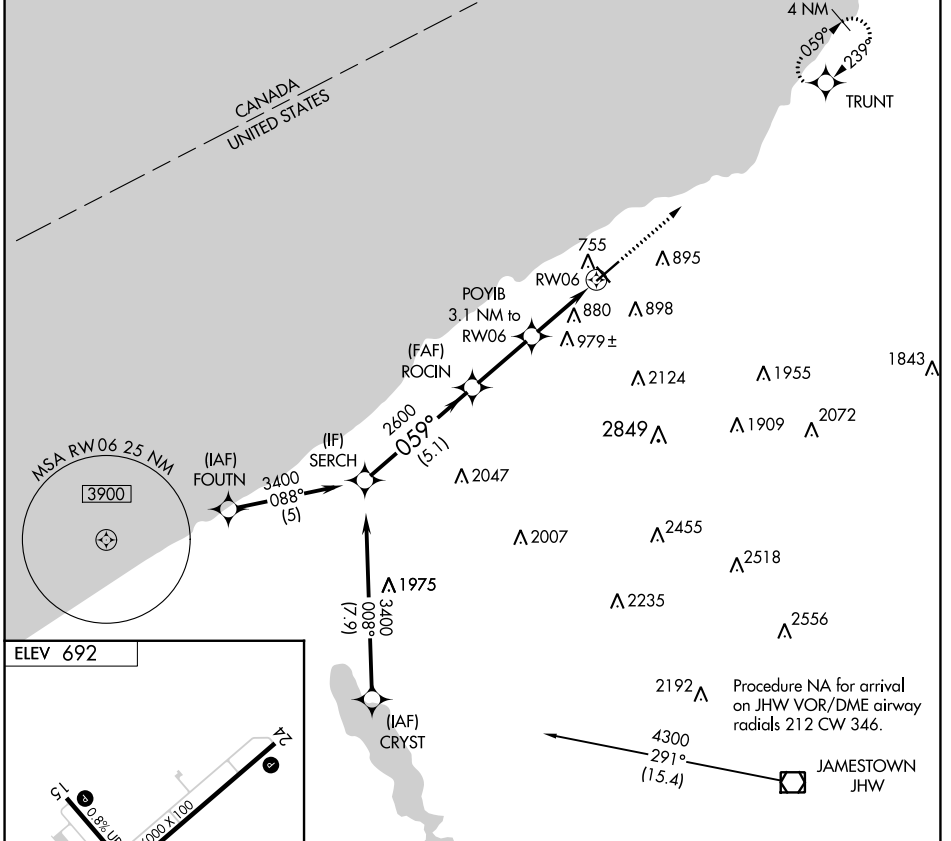 4 NM
059°
239°
TRUNT
CANADA
UNITED STATES
755
RW06
895
POYIB
3.1 NM to
RW06
880
898
979±
(FAF)
ROCIN
2124
1955
1843
2600
059°
(5.1)
2849
1909
2072
MSA RW06 25 NM
3900
(IAF)
FOUTN
(IF)
SERCH
3400
088°
(5)
2047
2007
2455
2518
1975
3400
008°
(7.9)
2235
2556
ELEV 692
2192
Procedure NA for arrival
on JHW VOR/DME airway
radials 212 CW 346.
(IAF)
CRYST
4300
291°
(15.4)
JAMESTOWN
JHW
24
P
15
P
0.8% UP
6000 X 100